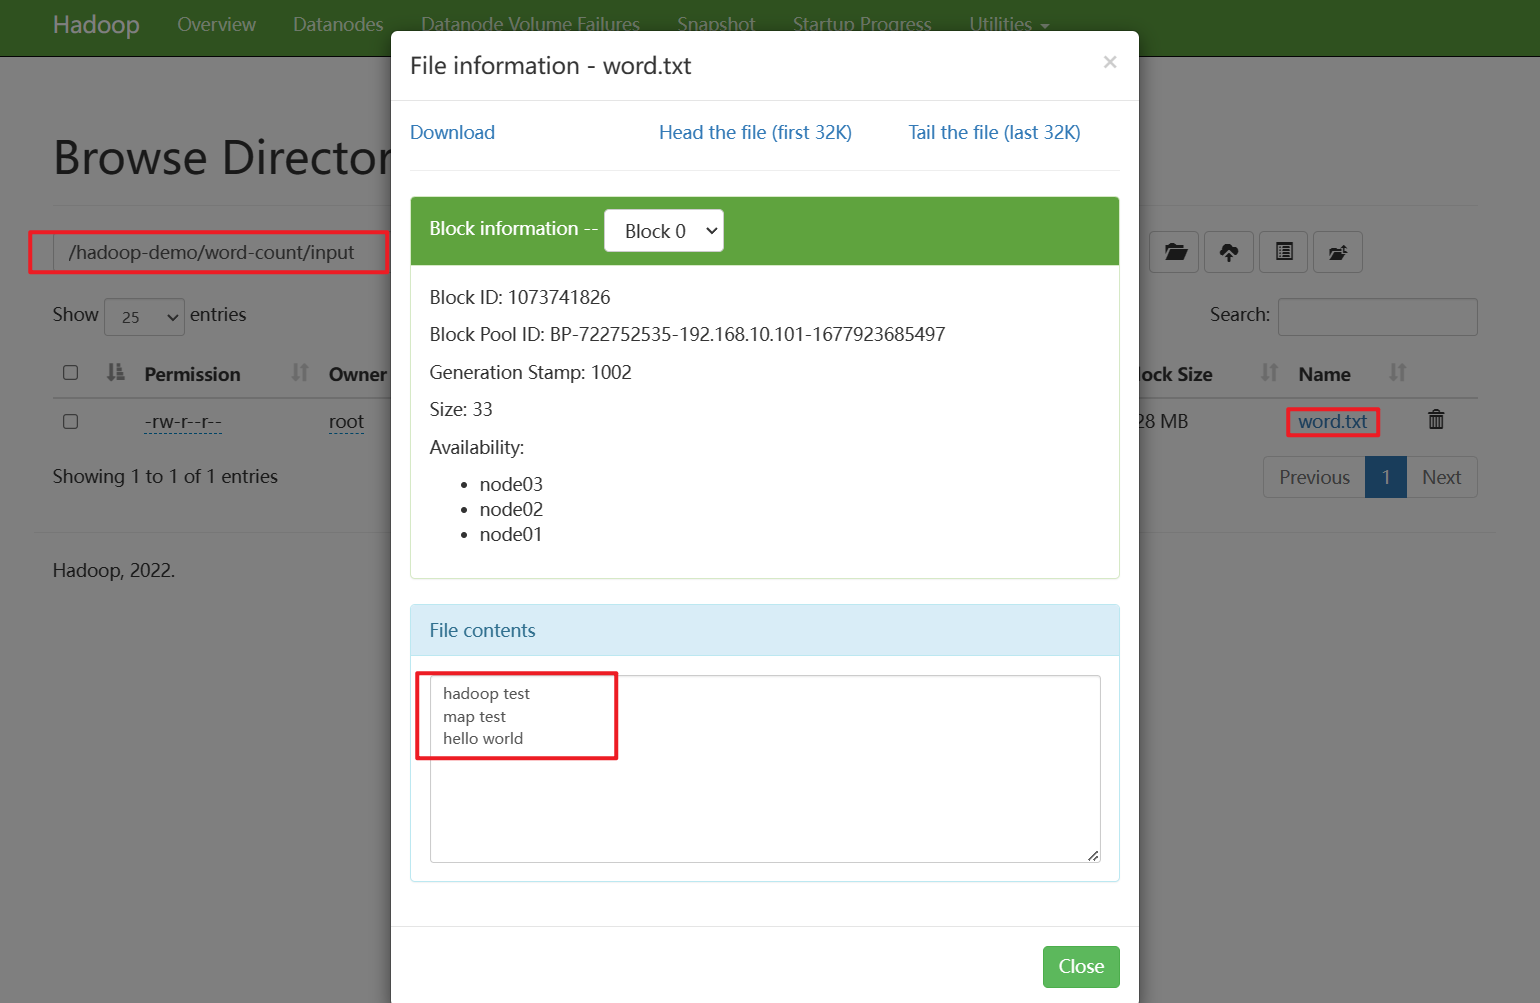 Hadoop Overview Datanodes Datanode Volume Failures Snapshot Startup Progress Utilities
File information - word.txt ×
Download Head the file (first 32K) Tail the file (last 32K)
Browse Director
Block information -- Block 0
/hadoop-demo/word-count/input
Block ID: 1073741826
Show 25 entries
Search:
Block Pool ID: BP-722752535-192.168.10.101-1677923685497
Generation Stamp: 1002
Permission Owner lock Size Name
Size: 33
-rw-r--r-- root 28 MB word.txt
Availability:
Showing 1 to 1 of 1 entries
Previous 1 Next
node03
node02
node01
Hadoop, 2022.
File contents
hadoop test
map test
hello world
Close